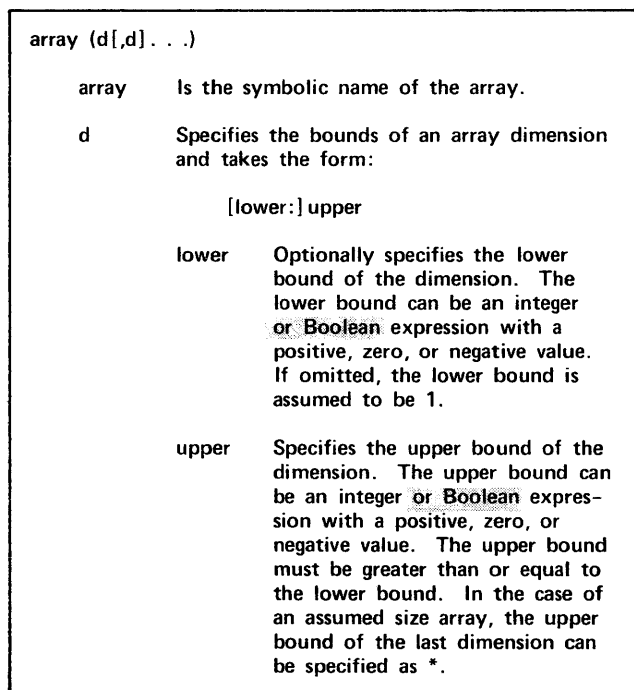 array (d[,d] . . .)
array Is the symbolic name of the array.
d Specifies the bounds of an array dimension
and takes the form:
[lower:] upper
lower Optionally specifies the lower
bound of the dimension. The
lower bound can be an integer
or Boolean expression with a
positive, zero, or negative value.
If omitted, the lower bound is
assumed to be 1.
upper Specifies the upper bound of the
dimension. The upper bound can
be an integer or Boolean expres-
sion with a positive, zero, or
negative value. The upper bound
must be greater than or equal to
the lower bound. In the case of
an assumed size array, the upper
bound of the last dimension can
be specified as *.